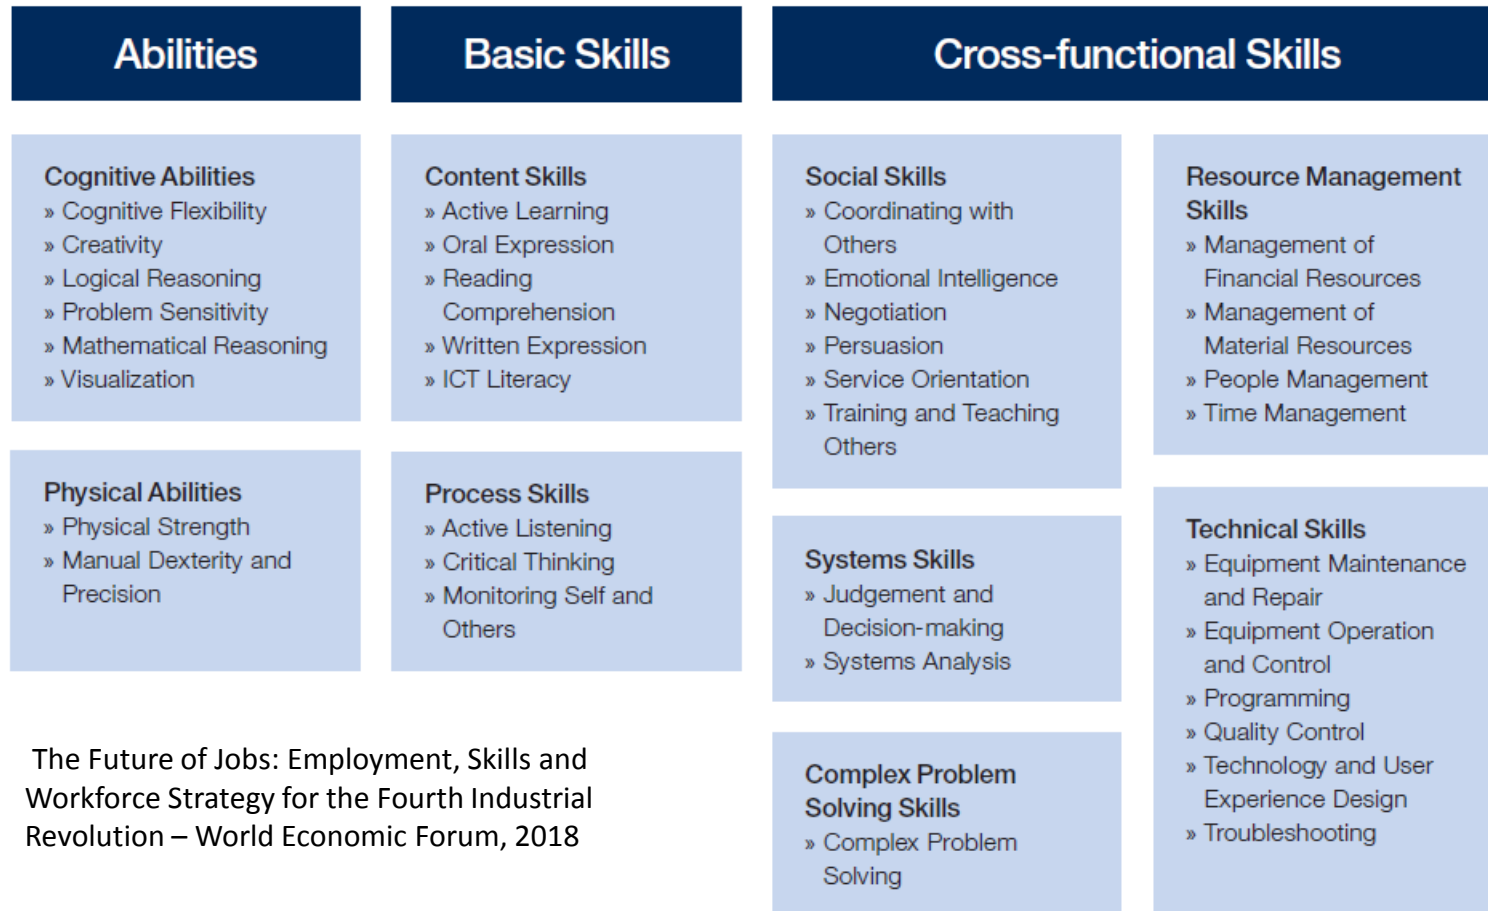 Abilities
Basic Skills
Cross-functional Skills
Cognitive Abilities
» Cognitive Flexibility
» Creativity
» Logical Reasoning
» Problem Sensitivity
» Mathematical Reasoning
» Visualization
Physical Abilities
» Physical Strength
» Manual Dexterity and
Precision
Content Skills
» Active Learning
» Oral Expression
» Reading
Comprehension
» Written Expression
» ICT Literacy
Process Skills
» Active Listening
» Critical Thinking
» Monitoring Self and
Others
Social Skills
» Coordinating with
Others
» Emotional Intelligence
» Negotiation
» Persuasion
» Service Orientation
» Training and Teaching
Others
Systems Skills
» Judgement and
Decision-making
» Systems Analysis
Complex Problem
Solving Skills
» Complex Problem
Solving
Resource Management
Skills
» Management of
Financial Resources
» Management of
Material Resources
» People Management
» Time Management
Technical Skills
» Equipment Maintenance
and Repair
» Equipment Operation
and Control
» Programming
» Quality Control
» Technology and User
Experience Design
» Troubleshooting
The Future of Jobs: Employment, Skills and
Workforce Strategy for the Fourth Industrial
Revolution – World Economic Forum, 2018